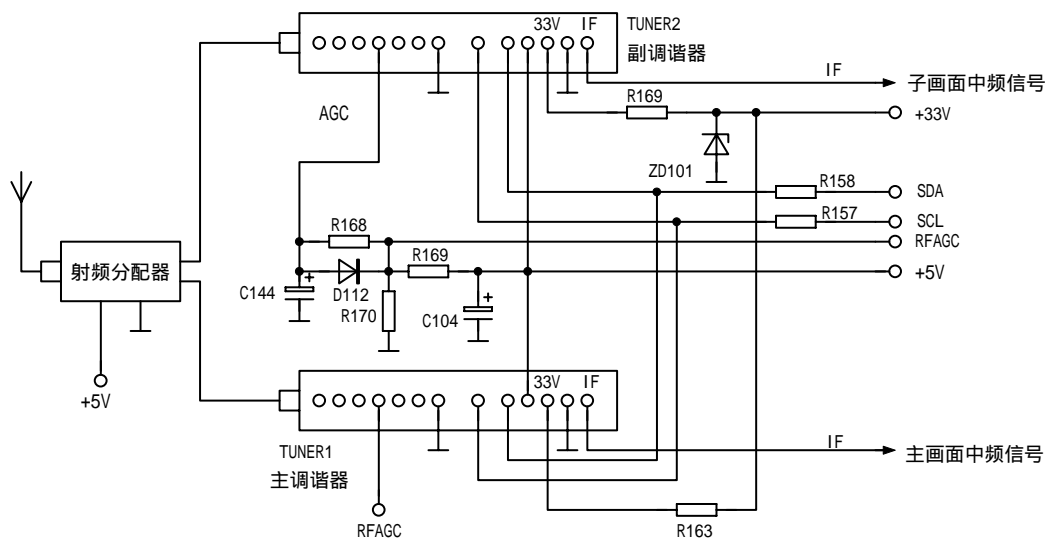 33V IF TUNER2
副调谐器
IF 子画面中频信号
R169 +33V
AGC
ZD101
R158 SDA
R157 SCL
R168 RFAGC
R169
射频分配器 +5V
+ +
C144 D112
R170 C104
+5V
33V IF
TUNER1 IF 主画面中频信号
主调谐器
RFAGC R163